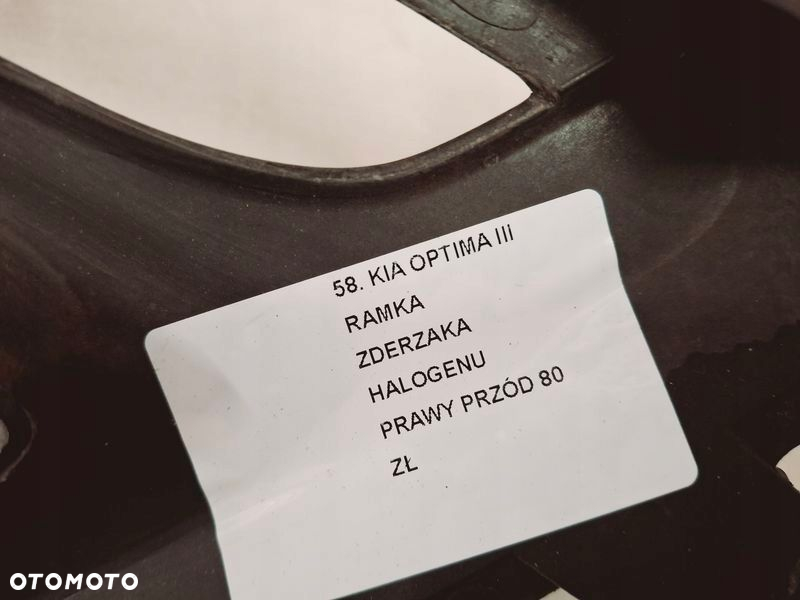 58. KIA OPTIMA III
RAMKA
ZDERZAKA
HALOGENU
PRAWY PRZÓD 80
ZŁ
OTOMOTO